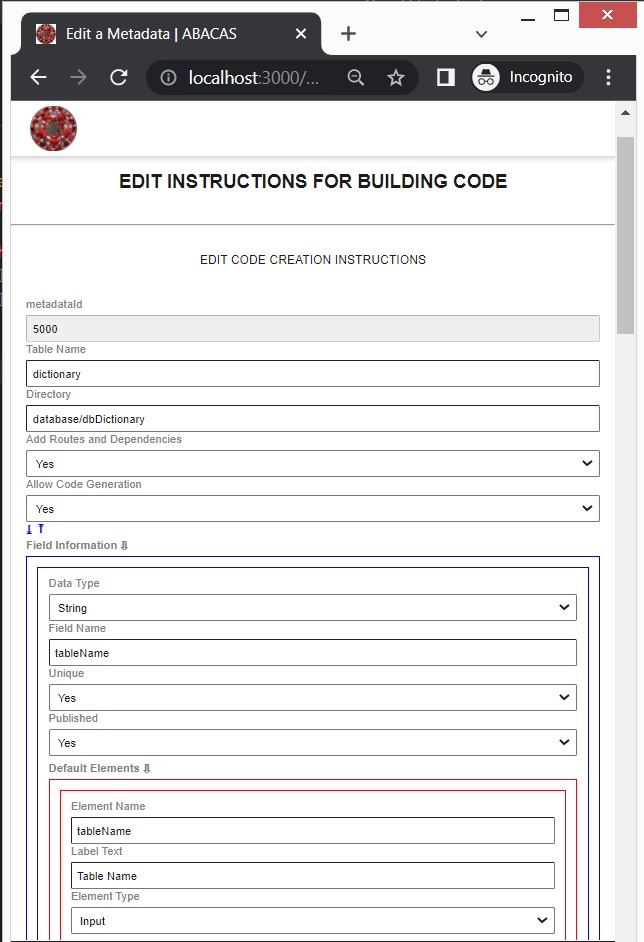 Edit a Metadata | ABACAS
localhost:3000/...
Incognito
EDIT INSTRUCTIONS FOR BUILDING CODE
EDIT CODE CREATION INSTRUCTIONS
metadataId
5000
Table Name
dictionary
Directory
database/dbDictionary
Add Routes and Dependencies
Yes
Allow Code Generation
Yes
Field Information ⇩
Data Type
String
Field Name
tableName
Unique
Yes
Published
Yes
Default Elements ⇩
Element Name
tableName
Label Text
Table Name
Element Type
Input